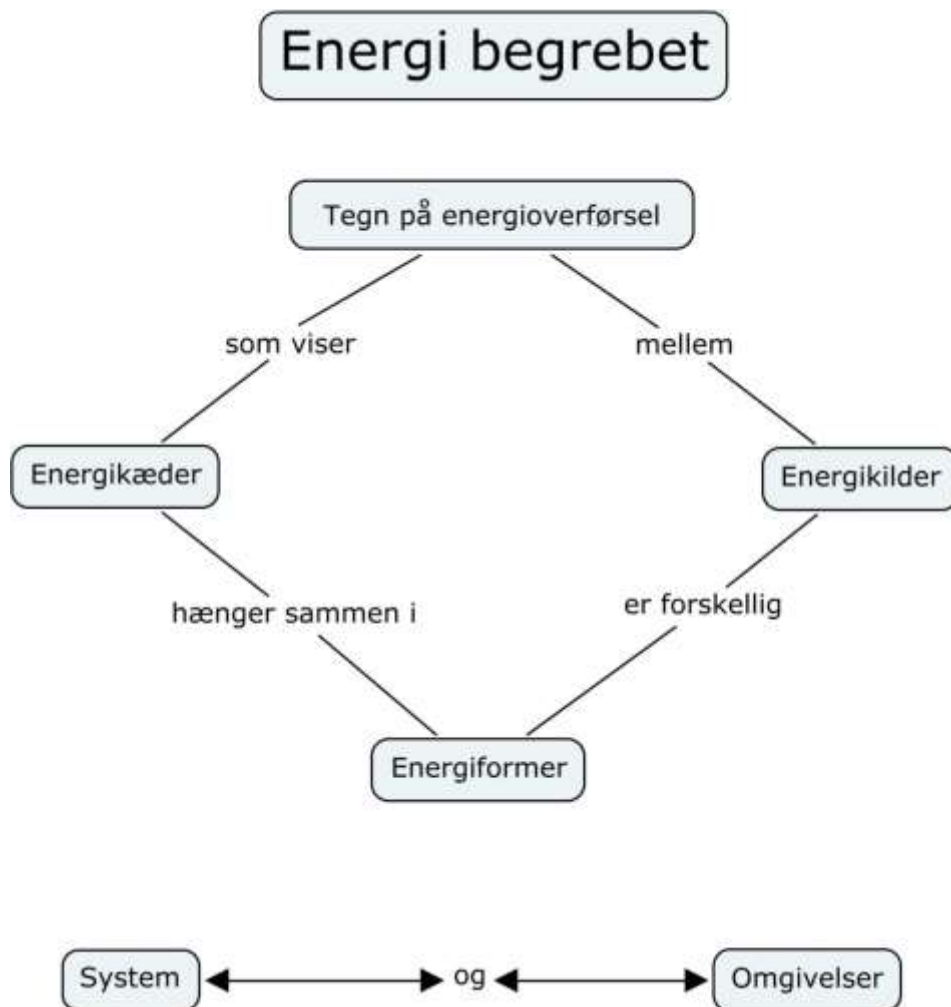 Energi begrebet
Tegn på energioverførsel
som viser
mellem
Energikæder
Energikilder
hænger sammen i
er forskellig
Energiformer
System
og
Omgivelser